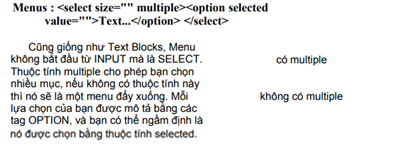 Menus : <select size="" multiple><option selected
value="">Text...</option> </select>
Cũng giống như Text Blocks, Menu
không bắt đầu từ INPUT mà là SELECT.
Thuộc tính multiple cho phép bạn chọn
nhiều mục, nếu không có thuộc tính này
thì nó sẽ là một menu đẩy xuống. Mỗi
lựa chọn của bạn được mô tả bằng các
tag OPTION, và bạn có thể ngầm định là
nó được chọn bằng thuộc tính selected.
có multiple
không có multiple